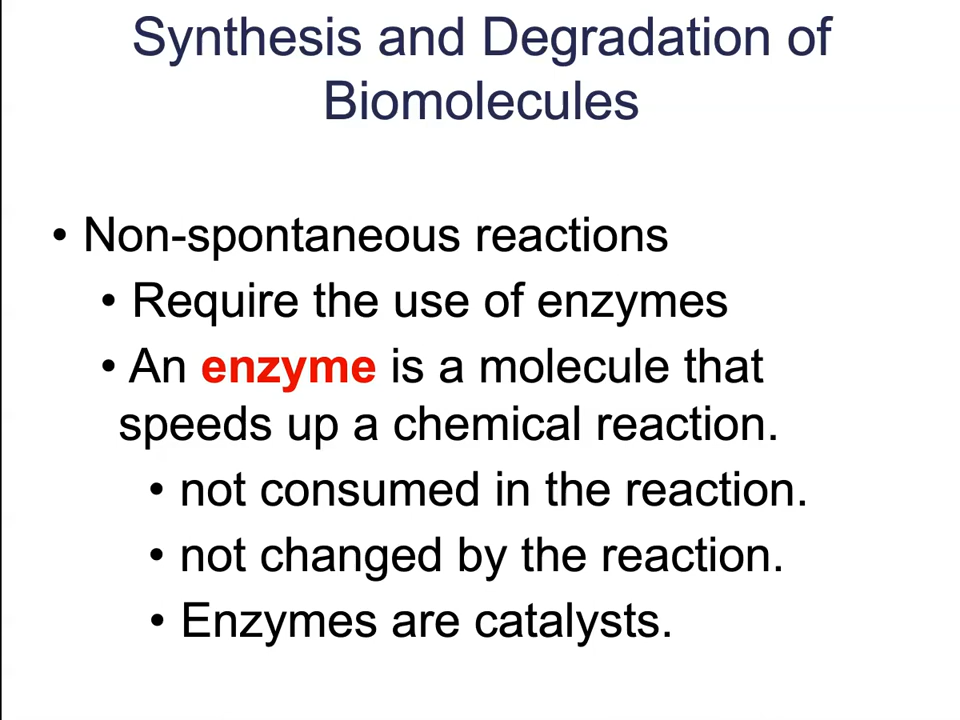 Synthesis and Degradation of
Biomolecules
• Non-spontaneous reactions
• Require the use of enzymes
• An enzyme is a molecule that
speeds up a chemical reaction.
• not consumed in the reaction.
• not changed by the reaction.
• Enzymes are catalysts.